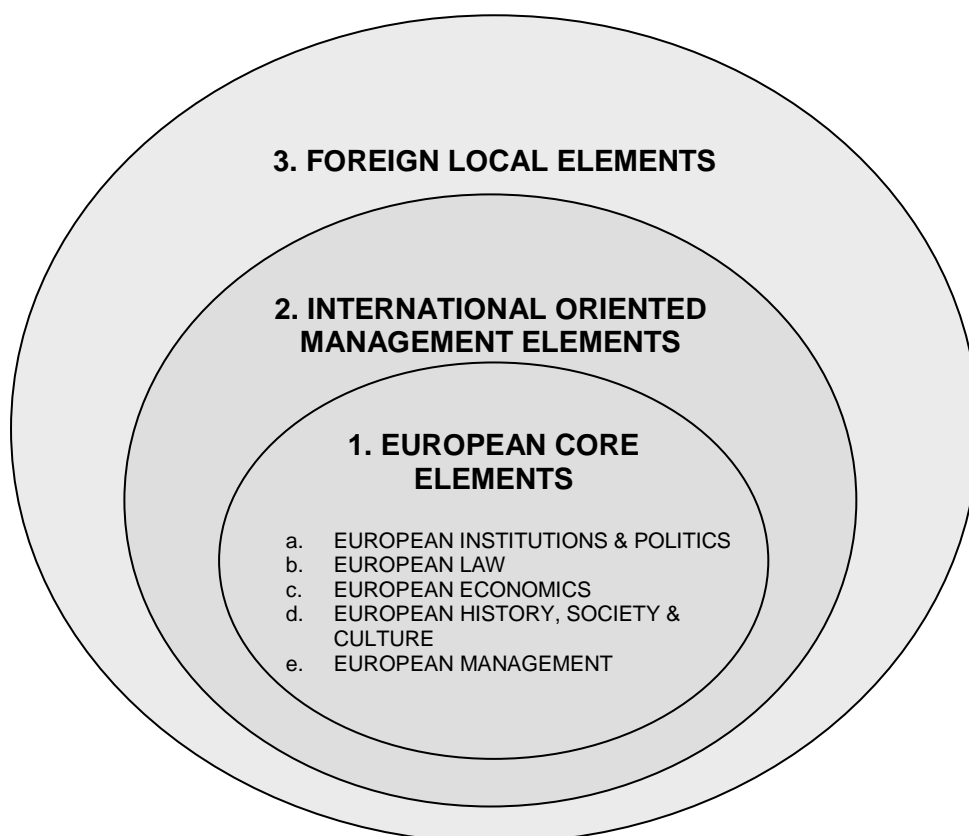 3. FOREIGN LOCAL ELEMENTS
2. INTERNATIONAL ORIENTED
MANAGEMENT ELEMENTS
1. EUROPEAN CORE
ELEMENTS
a. EUROPEAN INSTITUTIONS & POLITICS
b. EUROPEAN LAW
c. EUROPEAN ECONOMICS
d. EUROPEAN HISTORY, SOCIETY &
CULTURE
e. EUROPEAN MANAGEMENT